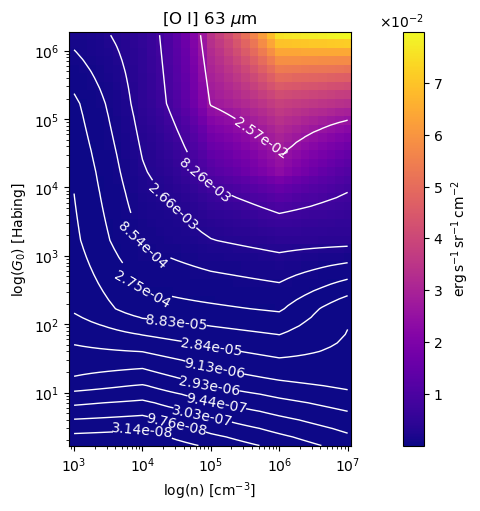 [O I] 63 μm
×10⁻²
10⁶
10⁵
10⁴
10³
10²
10¹
log(G₀) [Habing]
2.57e-02
8.26e-03
2.66e-03
8.54e-04
2.75e-04
8.83e-05
2.84e-05
9.13e-06
2.93e-06
9.44e-07
3.03e-07
9.76e-08
3.14e-08
10³ 10⁴ 10⁵ 10⁶ 10⁷
log(n) [cm⁻³]
7
6
5
4
3
2
1
erg s⁻¹ sr⁻¹ cm⁻²